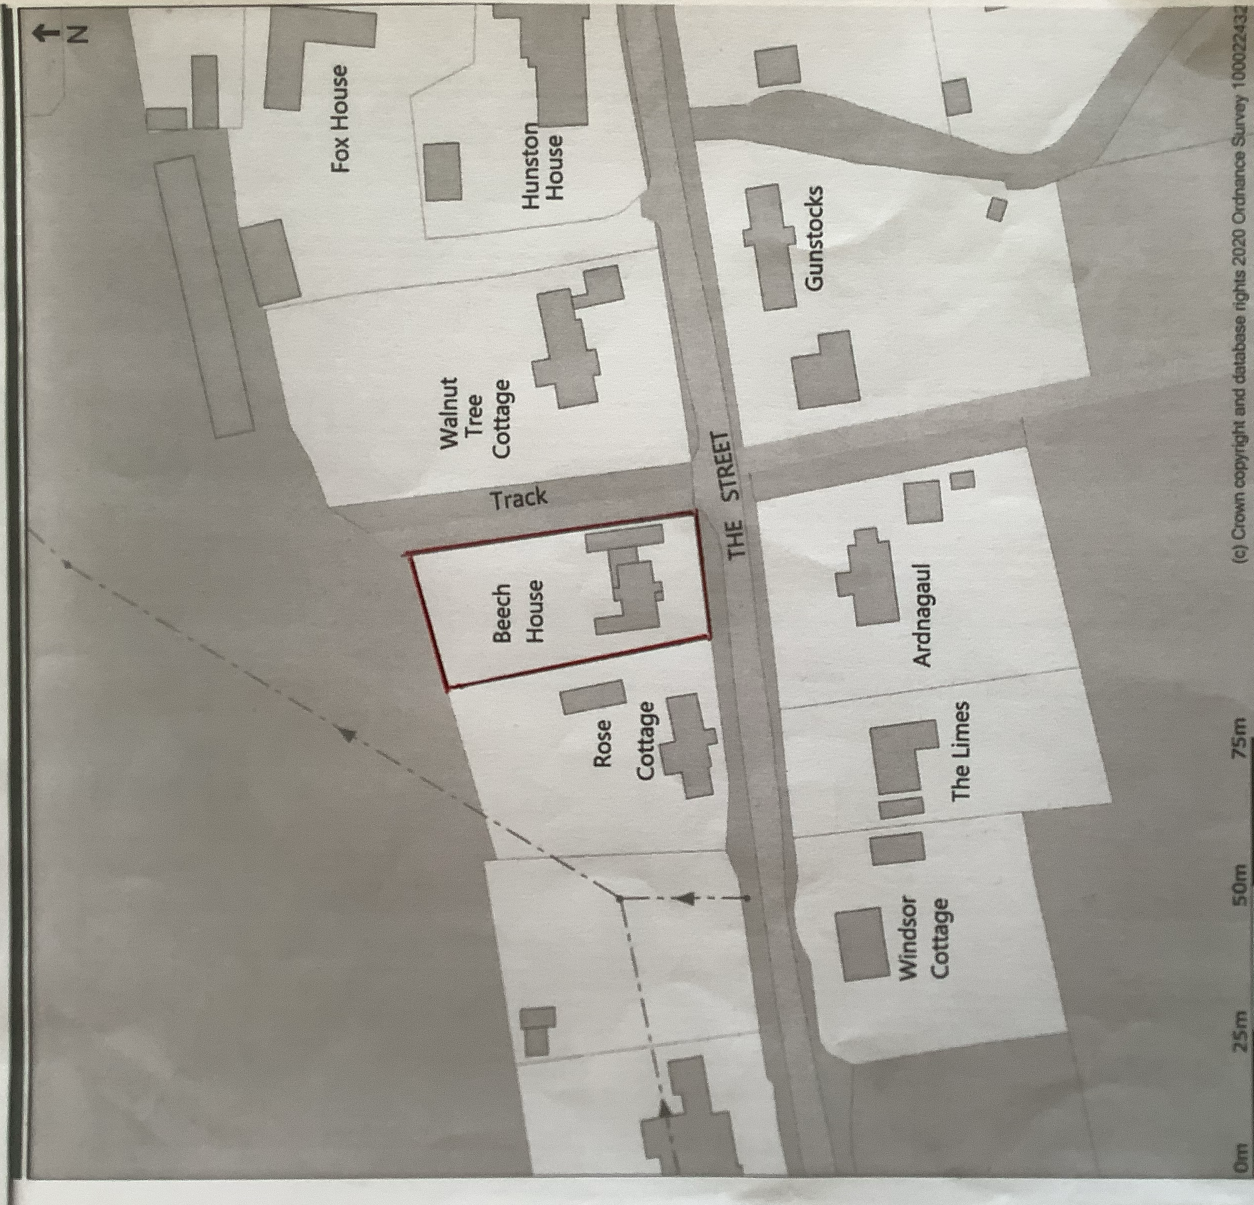 N
Fox House
Hunston
House
Walnut
Tree
Cottage
Gunstocks
Track
THE STREET
Beech
House
Ardnagaul
Rose
Cottage
The Limes
Windsor
Cottage
0m
25m
50m
75m
(c) Crown copyright and database rights 2020 Ordnance Survey 100022432